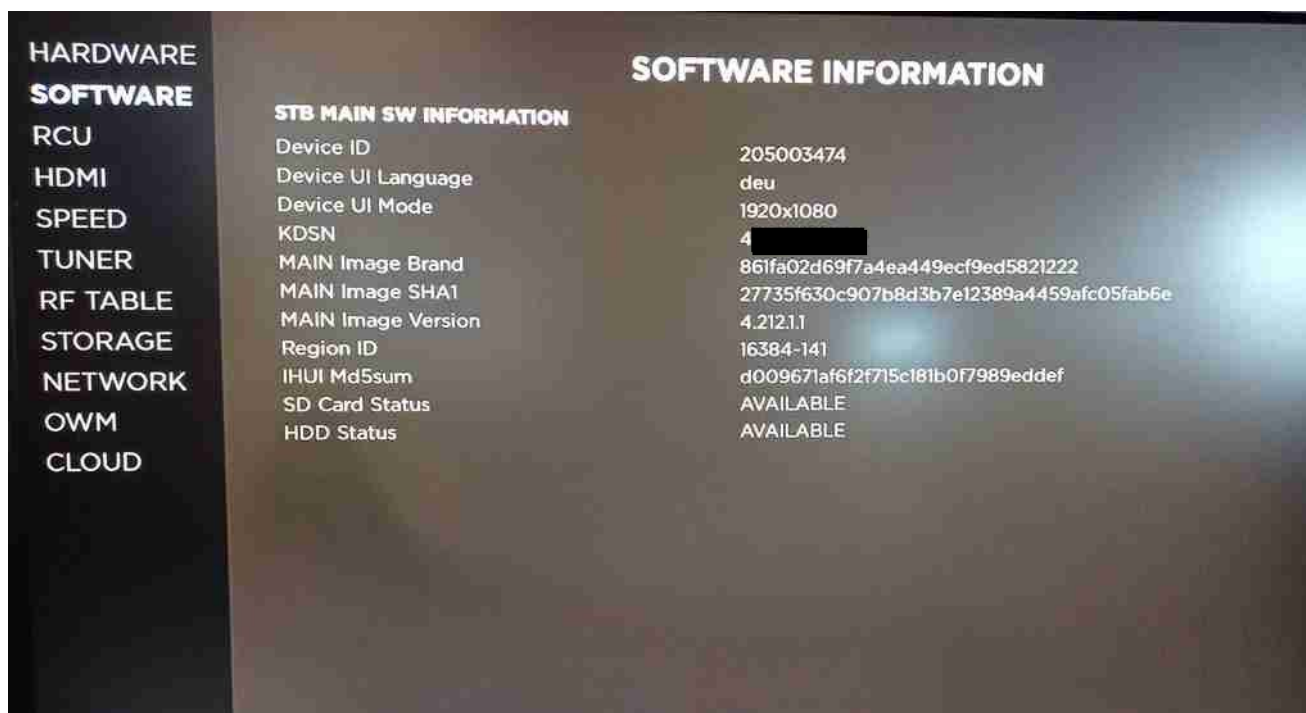 HARDWARE
SOFTWARE
RCU
HDMI
SPEED
TUNER
RF TABLE
STORAGE
NETWORK
OWM
CLOUD
SOFTWARE INFORMATION
STB MAIN SW INFORMATION
Device ID 205003474
Device UI Language deu
Device UI Mode 1920x1080
KDSN 4
MAIN Image Brand 861fa02d69f7a4ea449ecf9ed5821222
MAIN Image SHA1 27735f630c907b8d3b7e12389a4459afc05fab6e
MAIN Image Version 4.212.1.1
Region ID 16384-141
IHUI Md5sum d009671af6f2f715c181b0f7989eddef
SD Card Status AVAILABLE
HDD Status AVAILABLE